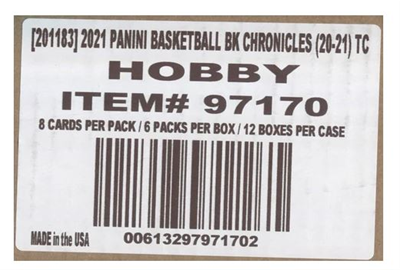 [201183] 2021 PANINI BASKETBALL BK CHRONICLES (20-21) TC
HOBBY
ITEM# 97170
8 CARDS PER PACK / 6 PACKS PER BOX / 12 BOXES PER CASE
MADE in the USA
00613297971702